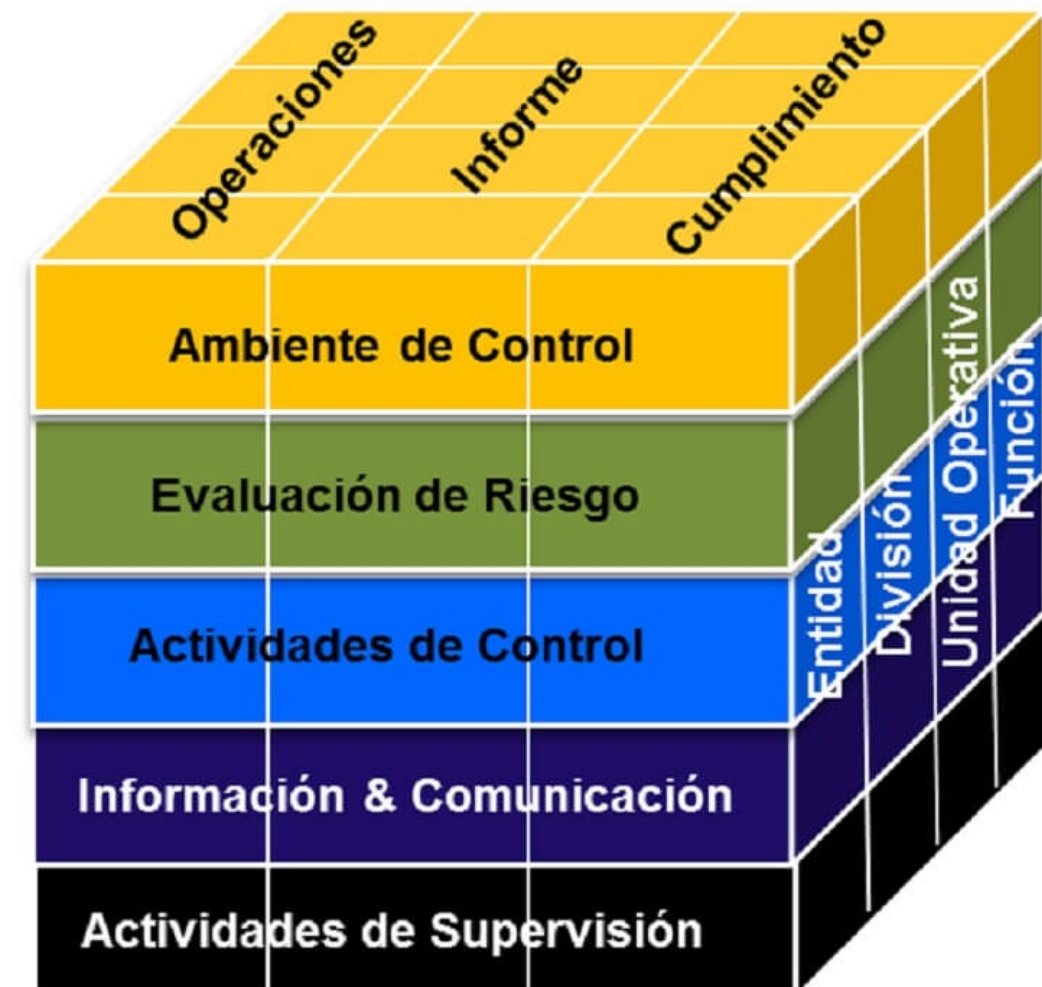 Operaciones
Informe
Cumplimiento
Ambiente de Control
Evaluación de Riesgo
Actividades de Control
Información & Comunicación
Actividades de Supervisión
Entidad
División
Unidad Operativa
Función